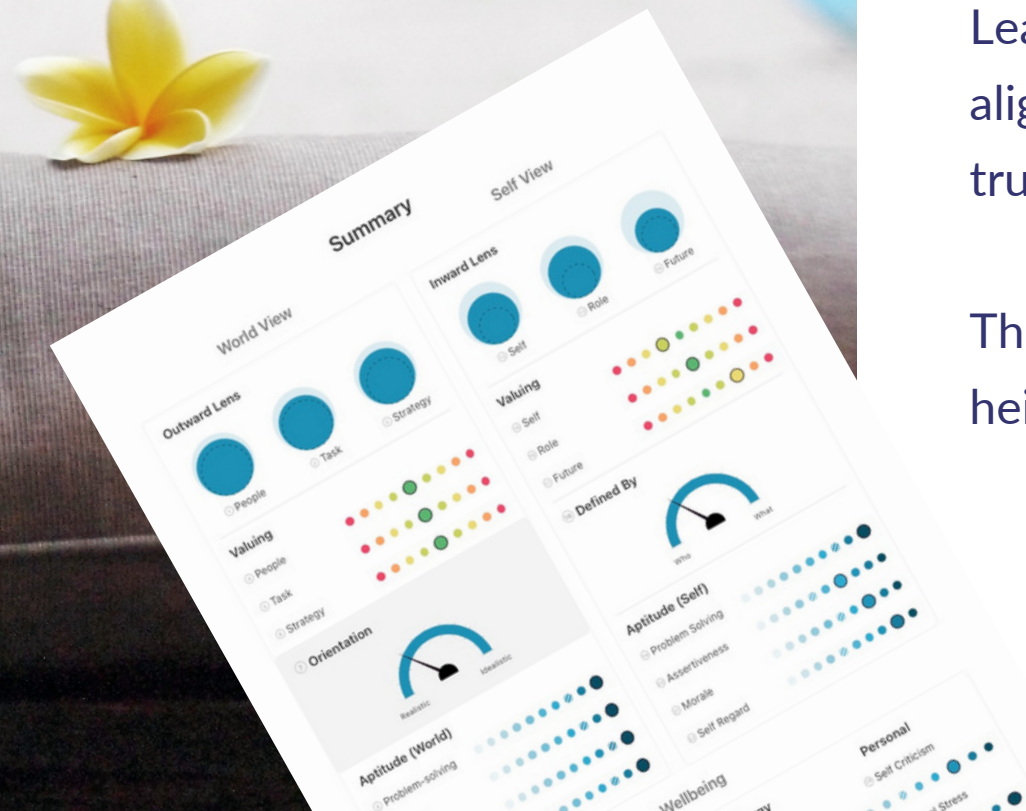 Summary
World View
Outward Lens
People
Task
Strategy
Valuing
People
Task
Strategy
Orientation
Realistic
Idealistic
Aptitude (World)
Problem-solving
Self View
Inward Lens
Self
Role
Future
Valuing
Self
Role
Future
Defined By
Who
What
Aptitude (Self)
Problem Solving
Assertiveness
Morale
Self Regard
Wellbeing
Personal
Self Criticism
Stress
Lea
alig
tru
Th
hei